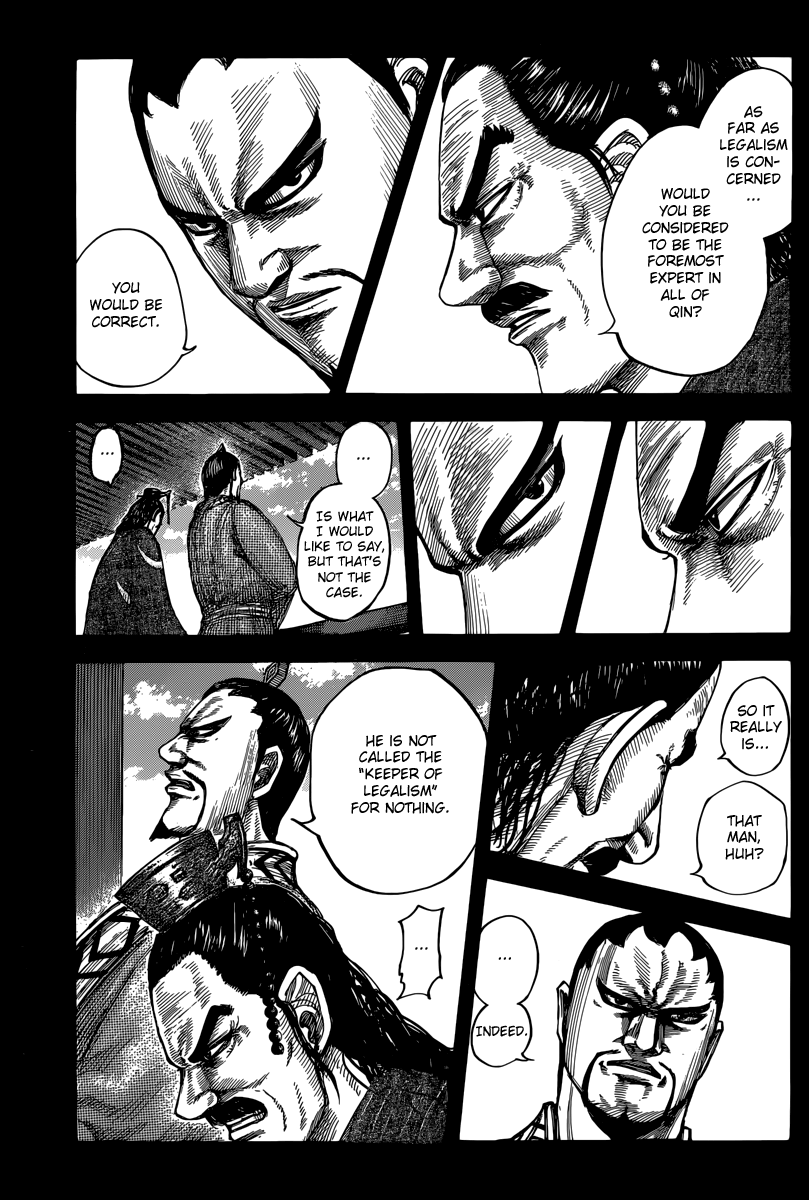 AS
FAR AS
LEGALISM
IS CON-
CERNED
...
WOULD
YOU BE
CONSIDERED
TO BE THE
FOREMOST
EXPERT IN
ALL OF
QIN?
YOU
WOULD BE
CORRECT.
...
IS WHAT
I WOULD
LIKE TO SAY,
BUT THAT'S
NOT THE
CASE.
...
SO IT
REALLY
IS...
THAT
MAN,
HUH?
...
INDEED.
HE IS NOT
CALLED THE
"KEEPER OF
LEGALISM"
FOR NOTHING.
...